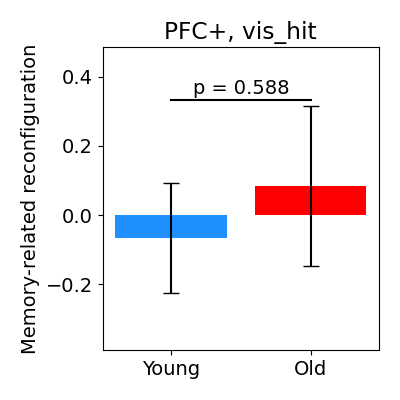 PFC+, vis_hit
Memory-related reconfiguration
0.4
0.2
0.0
−0.2
p = 0.588
Young
Old